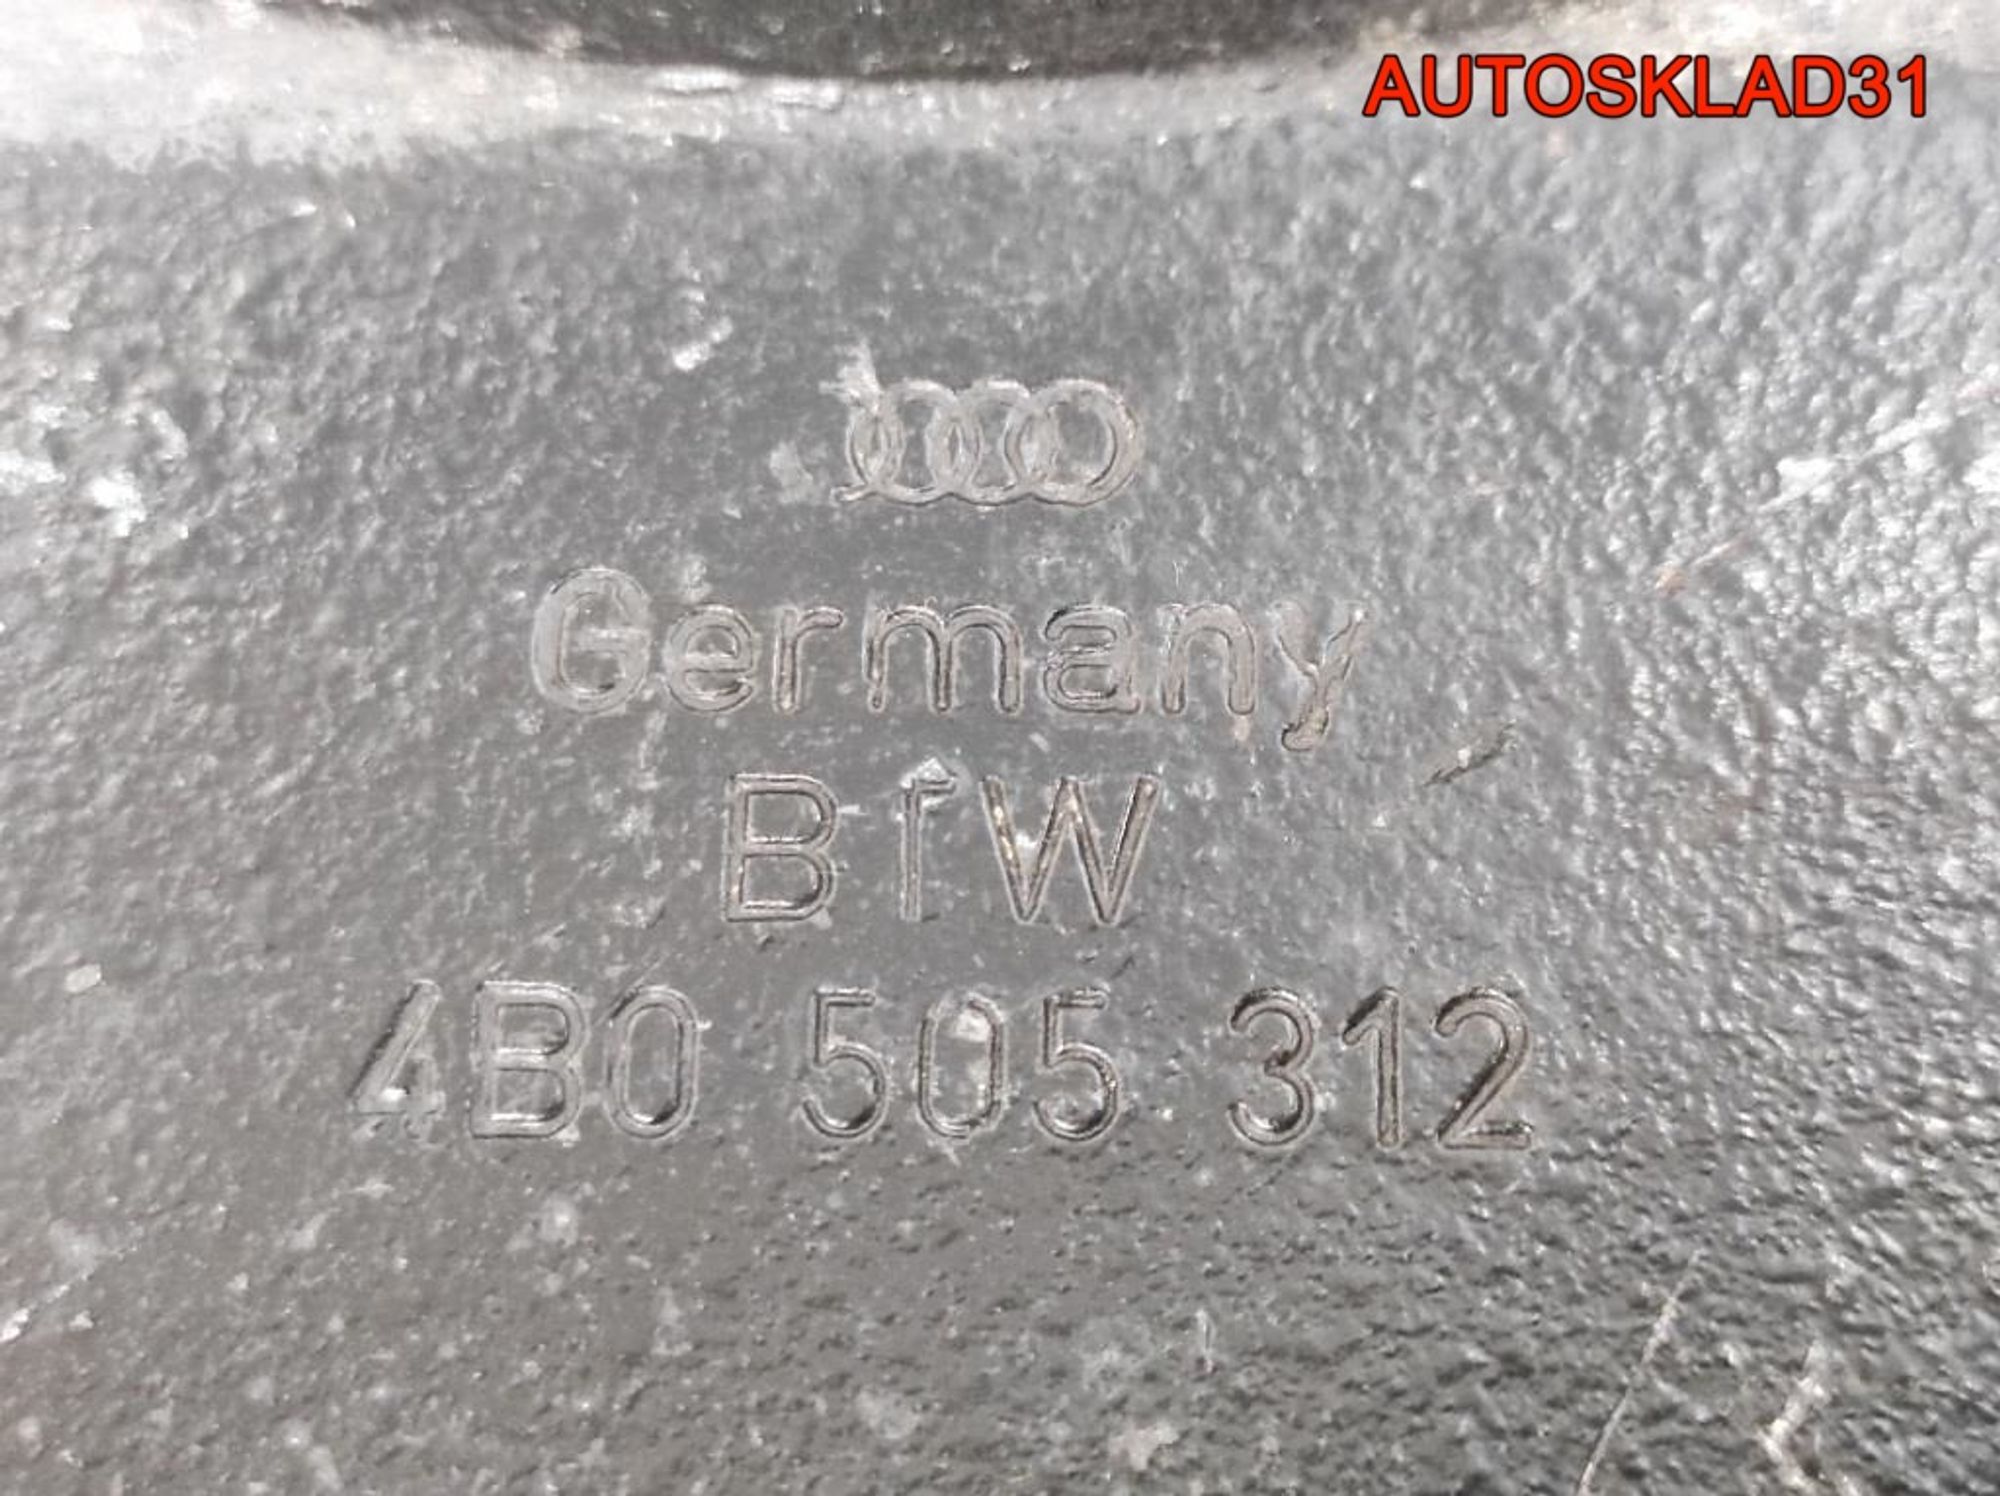 AUTOSKLAD31
Germany
BfW
4B0 505 312